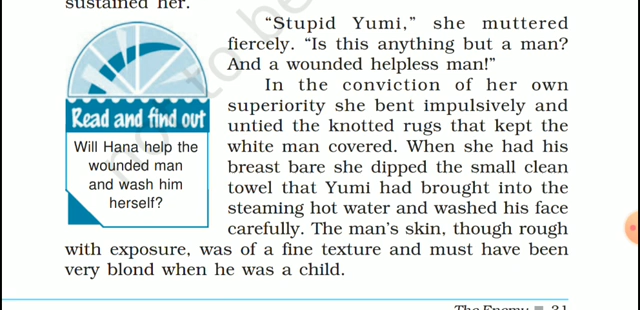 sustained her.
"Stupid Yumi," she muttered
fiercely. "Is this anything but a man?
And a wounded helpless man!"
In the conviction of her own
superiority she bent impulsively and
untied the knotted rugs that kept the
white man covered. When she had his
breast bare she dipped the small clean
towel that Yumi had brought into the
steaming hot water and washed his face
carefully. The man's skin, though rough
with exposure, was of a fine texture and must have been
very blond when he was a child.
Read and find out
Will Hana help the
wounded man
and wash him
herself?
not to be
The Enemy 31